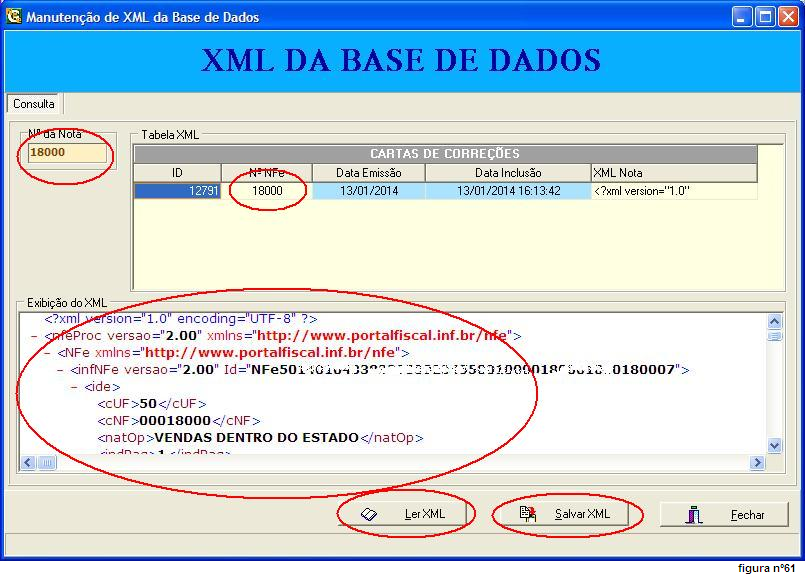 Manutenção de XML da Base de Dados
XML DA BASE DE DADOS
Consulta
Nº da Nota
18000
Tabela XML
CARTAS DE CORREÇÕES
ID Nº NFe Data Emissão Data Inclusão XML Nota
12791 18000 13/01/2014 13/01/2014 16:13:42 <?xml version="1.0"
Exibição do XML
<?xml version="1.0" encoding="UTF-8" ?>
- <nfeProc versao="2.00" xmlns="http://www.portalfiscal.inf.br/nfe">
- <NFe xmlns="http://www.portalfiscal.inf.br/nfe">
- <infNFe versao="2.00"
- <ide>
<cUF>50</cUF>
<cNF>00018000</cNF>
<natOp>VENDAS DENTRO DO ESTADO</natOp>
<indPag>1</indPag>
Ler XML
Salvar XML
Fechar
figura nº61